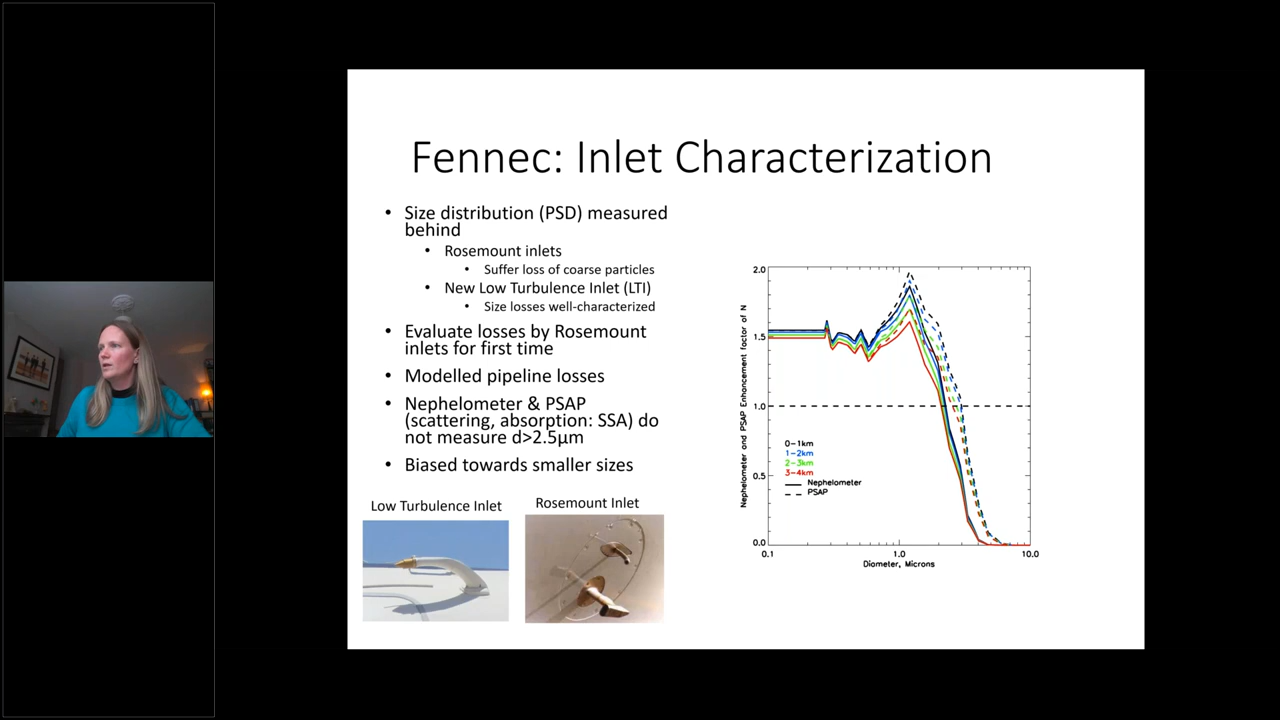 Fennec: Inlet Characterization
• Size distribution (PSD) measured
behind
• Rosemount inlets
• Suffer loss of coarse particles
• New Low Turbulence Inlet (LTI)
• Size losses well-characterized
• Evaluate losses by Rosemount
inlets for first time
• Modelled pipeline losses
• Nephelometer & PSAP
(scattering, absorption: SSA) do
not measure d>2.5µm
• Biased towards smaller sizes
Low Turbulence Inlet
Rosemount Inlet
Nephelometer and PSAP Enhancement factor of N
2.0
1.5
1.0
0.5
0.0
0-1km
1-2km
2-3km
3-4km
Nephelometer
PSAP
0.1
1.0
10.0
Diameter, Microns